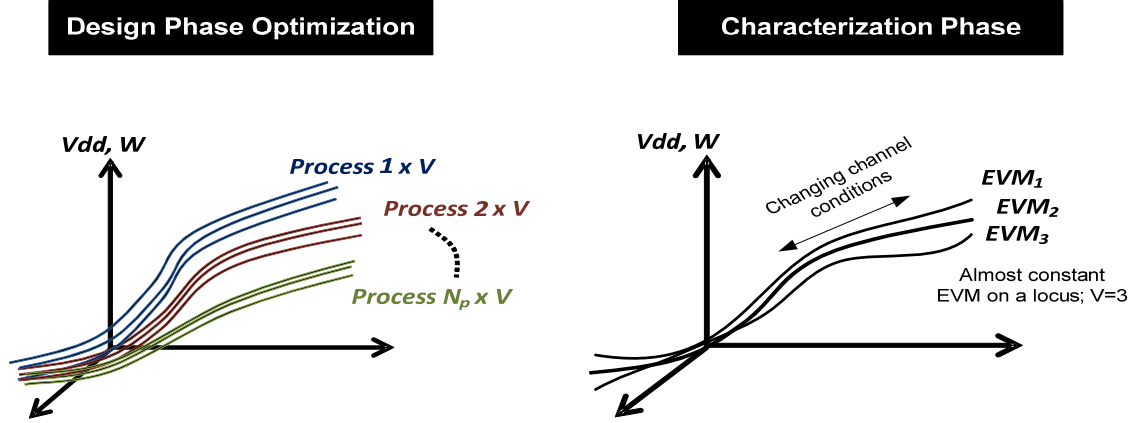 Design Phase Optimization
Vdd, W
Process 1 x V
Process 2 x V
Process Np x V
Characterization Phase
Vdd, W
Changing channel
conditions
EVM1
EVM2
EVM3
Almost constant
EVM on a locus; V=3